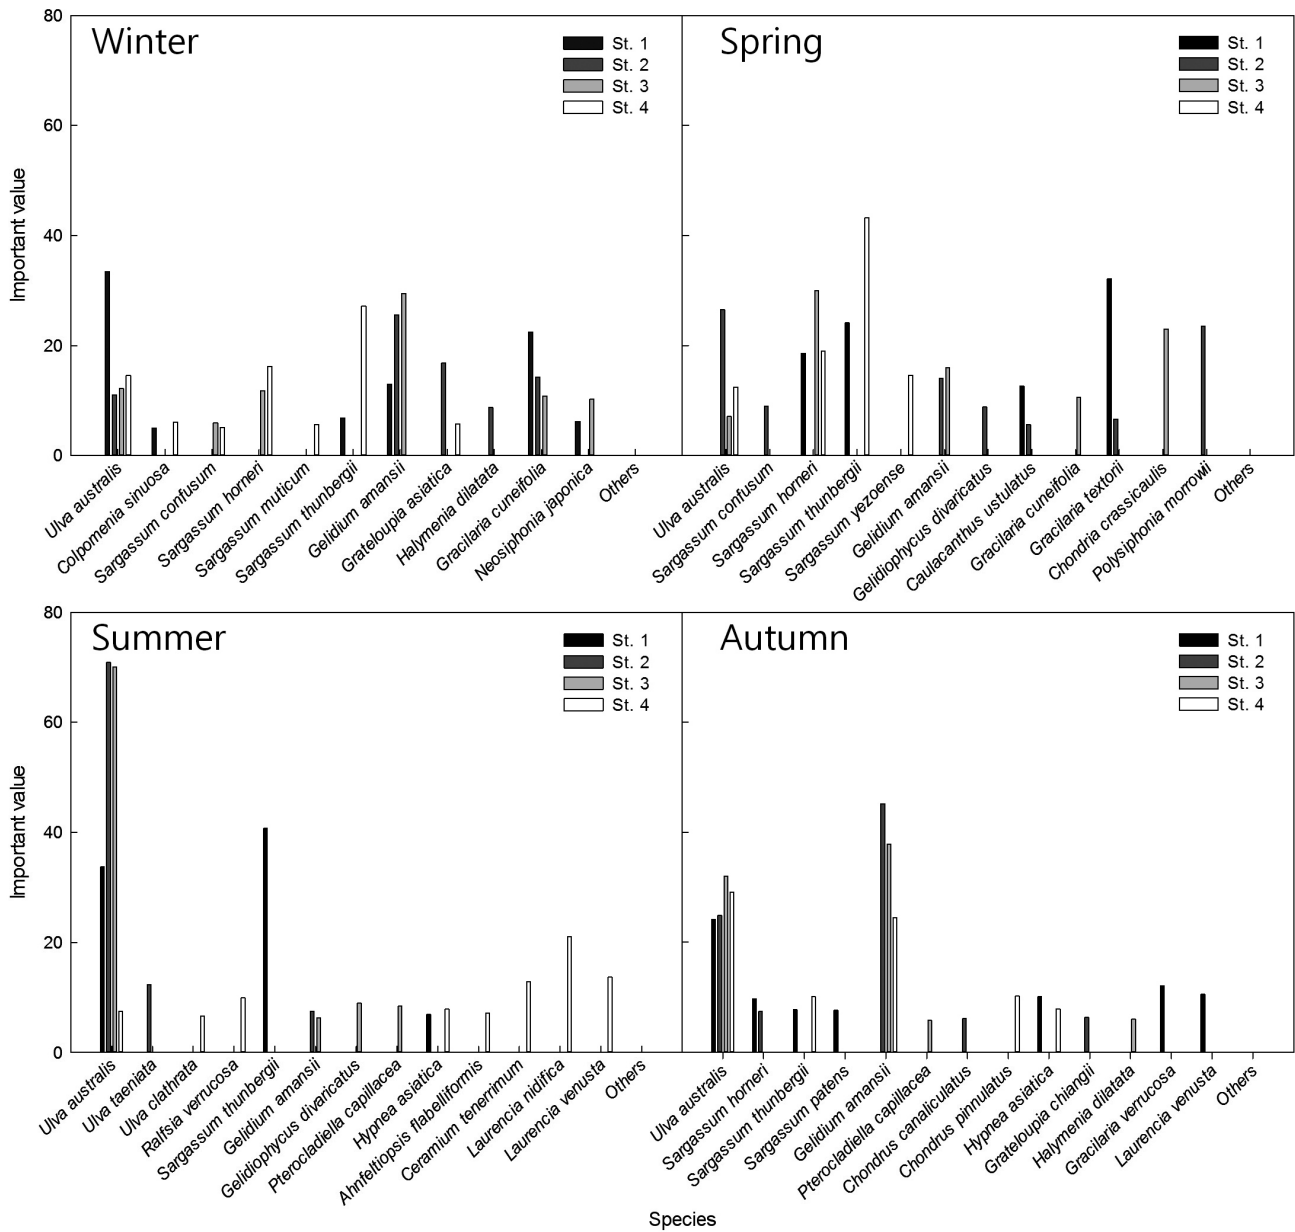 Winter
St. 1
St. 2
St. 3
St. 4
80
60
40
20
0
Important value
Ulva australis
Colpomenia sinuosa
Sargassum confusum
Sargassum horneri
Sargassum muticum
Sargassum thunbergii
Gelidium amansii
Grateloupia asiatica
Halymenia dilatata
Gracilaria cuneifolia
Neosiphonia japonica
Others
Spring
St. 1
St. 2
St. 3
St. 4
Ulva australis
Sargassum confusum
Sargassum horneri
Sargassum thunbergii
Sargassum yezoense
Gelidium amansii
Gelidiophycus divaricatus
Caulacanthus ustulatus
Gracilaria cuneifolia
Gracilaria textorii
Chondria crassicaulis
Polysiphonia morrowi
Others
Summer
St. 1
St. 2
St. 3
St. 4
80
60
40
20
0
Important value
Ulva australis
Ulva taeniata
Ulva clathrata
Ralfsia verrucosa
Sargassum thunbergii
Gelidium amansii
Gelidiophycus divaricatus
Pterocladiella capillacea
Hypnea asiatica
Ahnfeltiopsis flabelliformis
Ceramium tenerrimum
Laurencia nidifica
Laurencia venusta
Others
Autumn
St. 1
St. 2
St. 3
St. 4
Ulva australis
Sargassum horneri
Sargassum thunbergii
Sargassum patens
Gelidium amansii
Pterocladiella capillacea
Chondrus canaliculatus
Chondrus pinnulatus
Hypnea asiatica
Grateloupia chiangii
Halymenia dilatata
Gracilaria verrucosa
Laurencia venusta
Others
Species